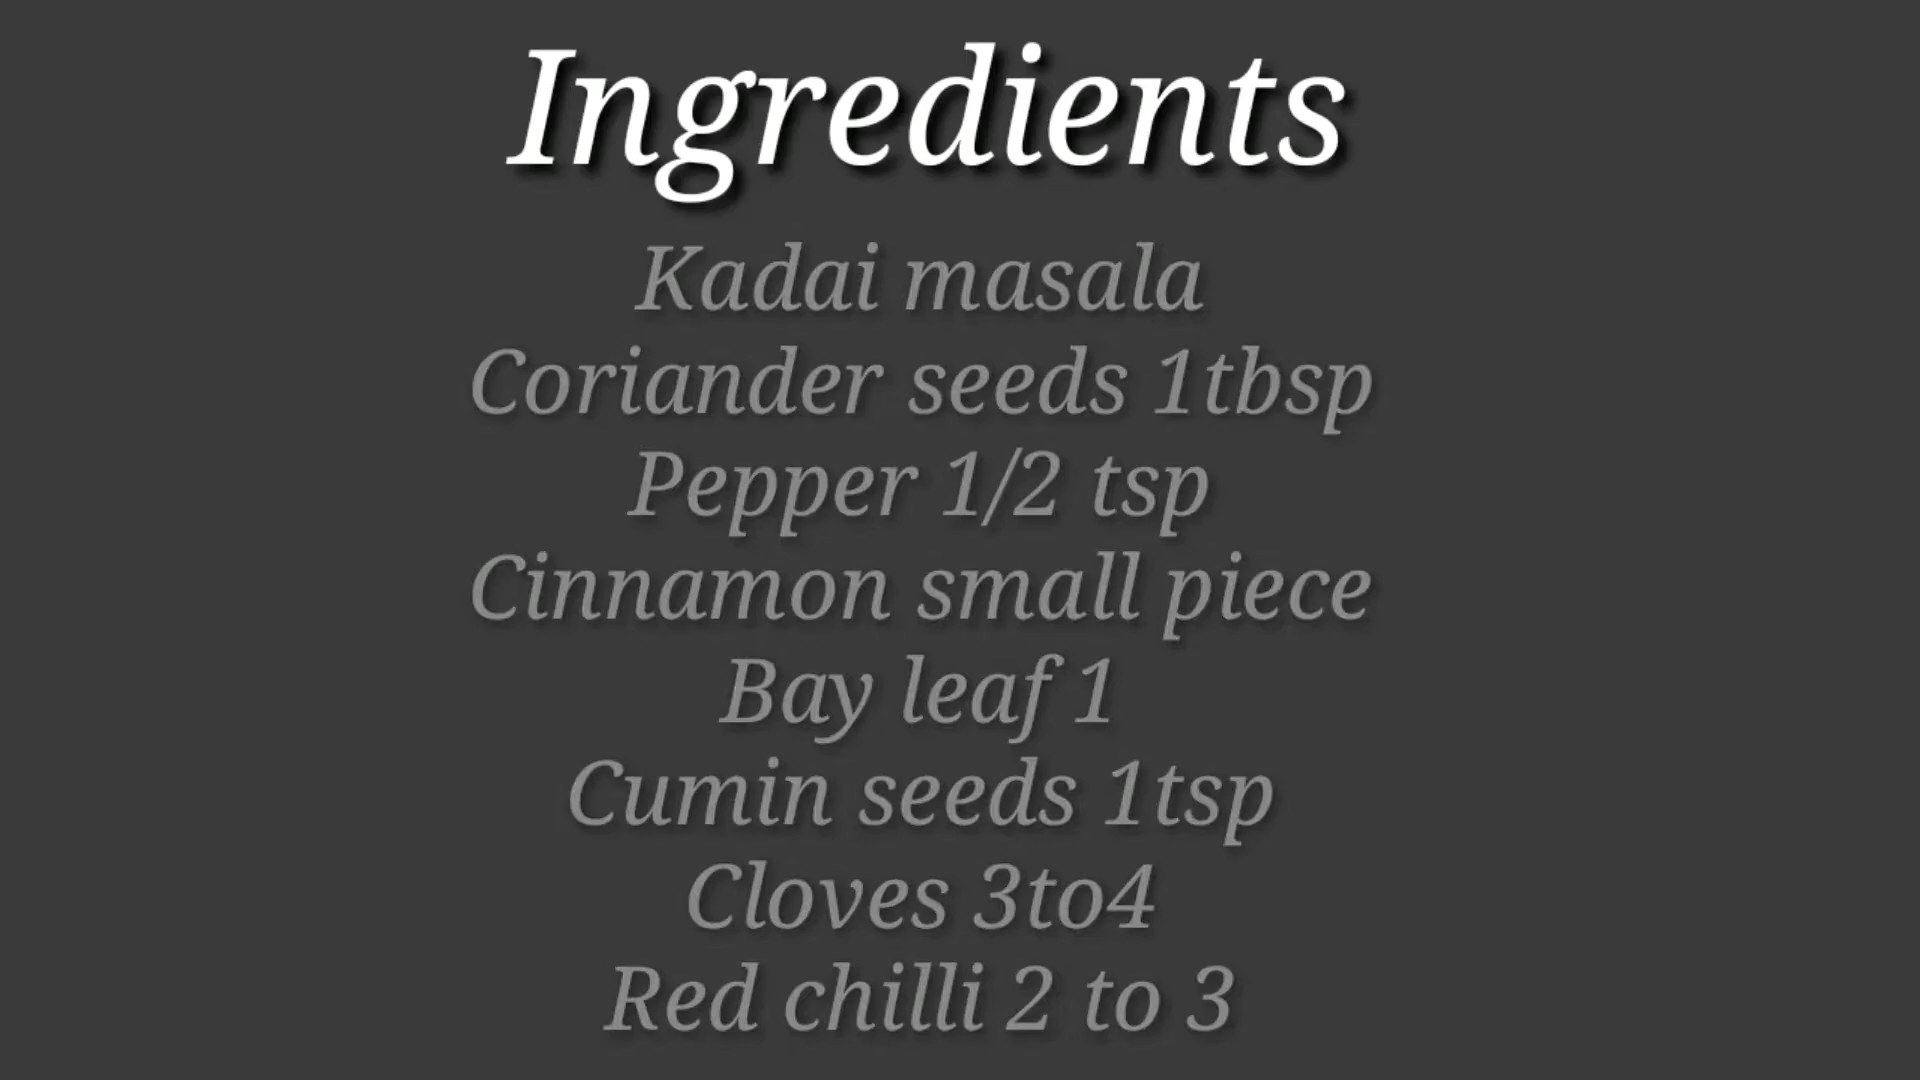 Ingredients
Kadai masala
Coriander seeds 1tbsp
Pepper 1/2 tsp
Cinnamon small piece
Bay leaf 1
Cumin seeds 1tsp
Cloves 3to4
Red chilli 2 to 3